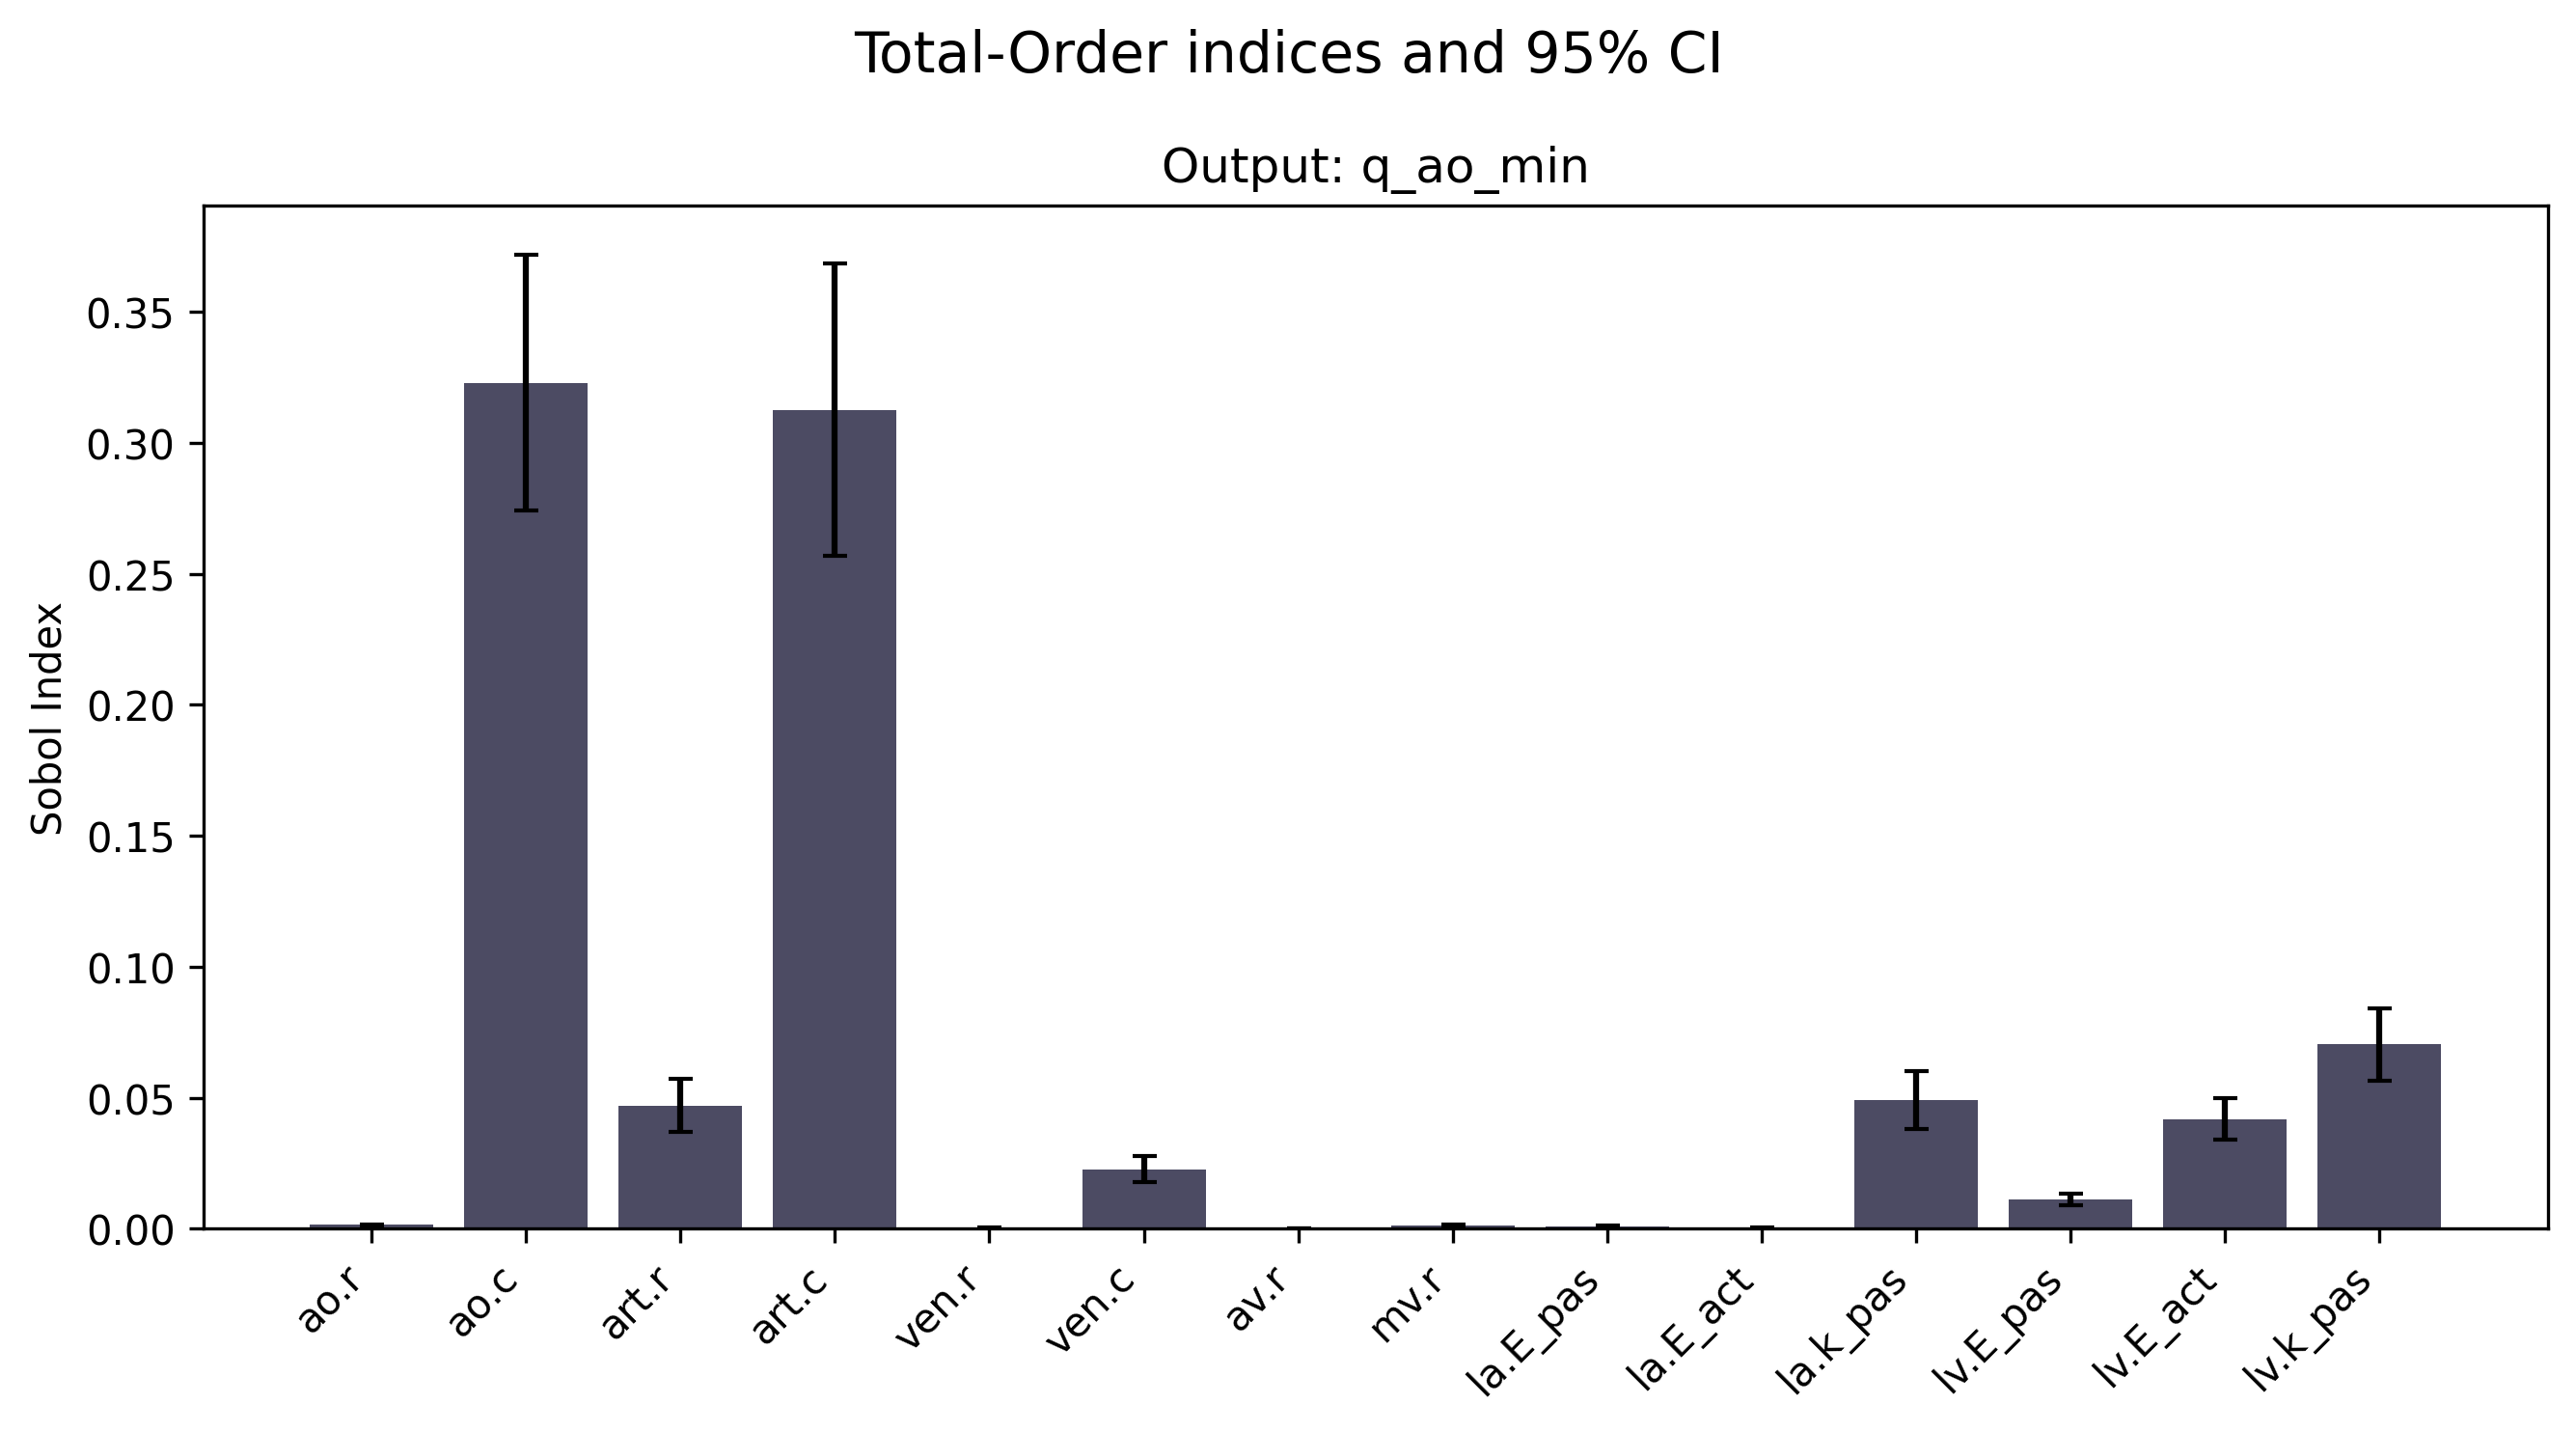 Total-Order indices and 95% CI
Output: q_ao_min
Sobol Index
0.35
0.30
0.25
0.20
0.15
0.10
0.05
0.00
ao.r
ao.c
art.r
art.c
ven.r
ven.c
av.r
mv.r
la.E_pas
la.E_act
la.k_pas
lv.E_pas
lv.E_act
lv.k_pas